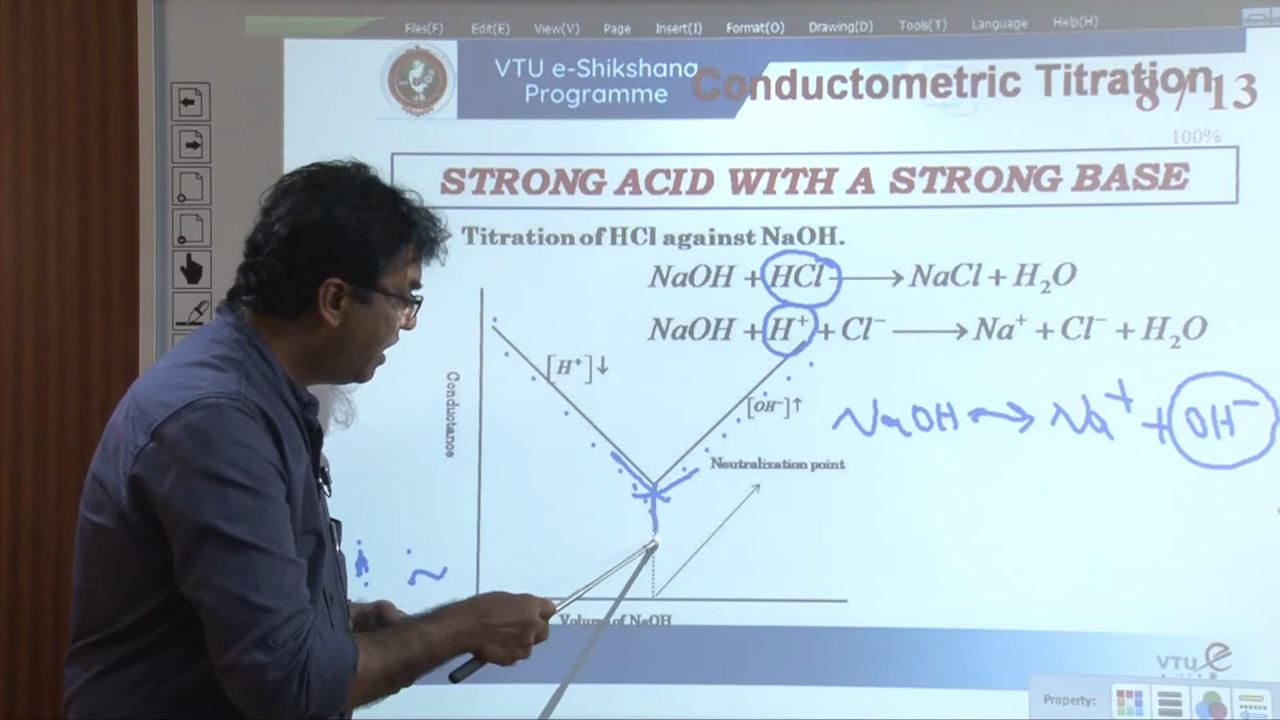 Files(F) Edit(E) View(V) Page Insert(I) Format(O) Drawing(D) Tools(T) Language Help(H)
VTU e-Shikshana
Programme
Conductometric Titration
8 / 13
100%
STRONG ACID WITH A STRONG BASE
Titration of HCl against NaOH.
NaOH + HCl ⟶ NaCl + H₂O
NaOH + H⁺ + Cl⁻ ⟶ Na⁺ + Cl⁻ + H₂O
[H⁺]↓
[OH⁻]↑
NaOH ⟶ Na⁺ + OH⁻
Conductance
Neutralization point
Volume of NaOH
VTU e
Property: